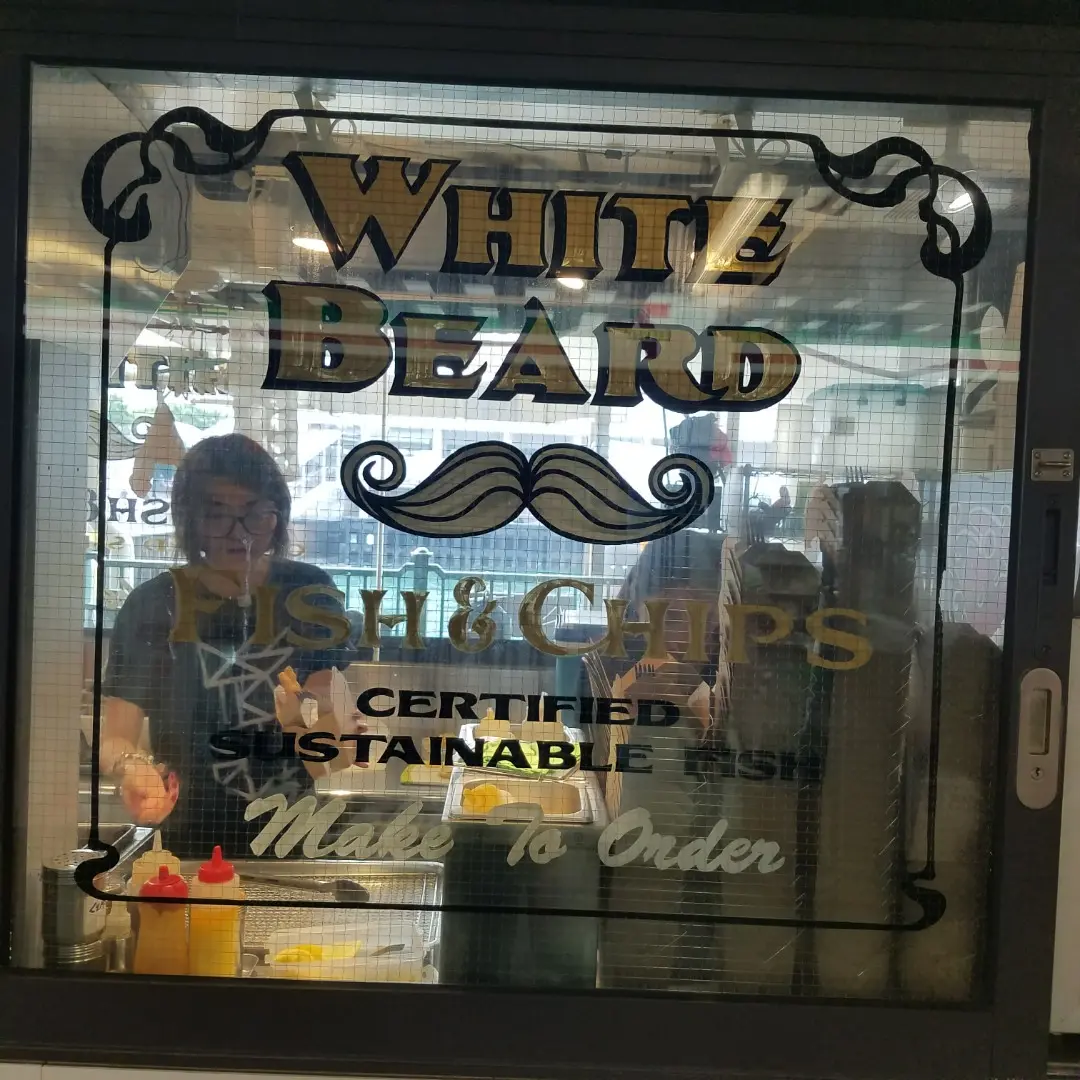 WHITE
BEARD
FISH & CHIPS
CERTIFIED
SUSTAINABLE FISH
Make To Order